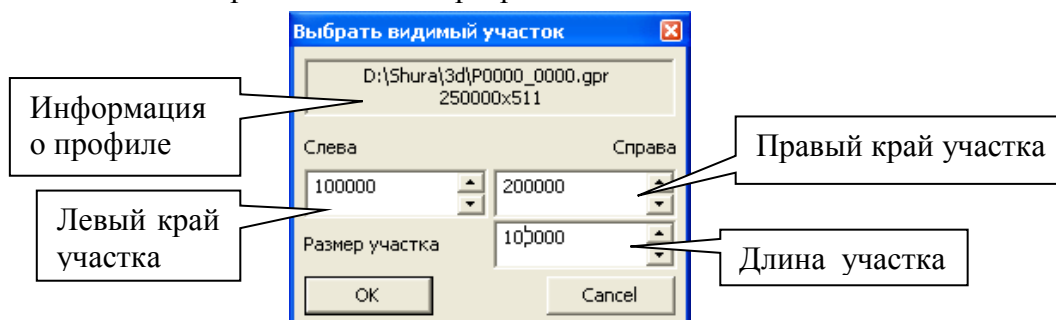 Выбрать видимый участок
D:\Shura\3d\P0000_0000.gpr
250000x511
Информация
о профиле
Слева
Справа
Правый край участка
100000
200000
Левый край
участка
Размер участка
100000
Длина участка
OK
Cancel